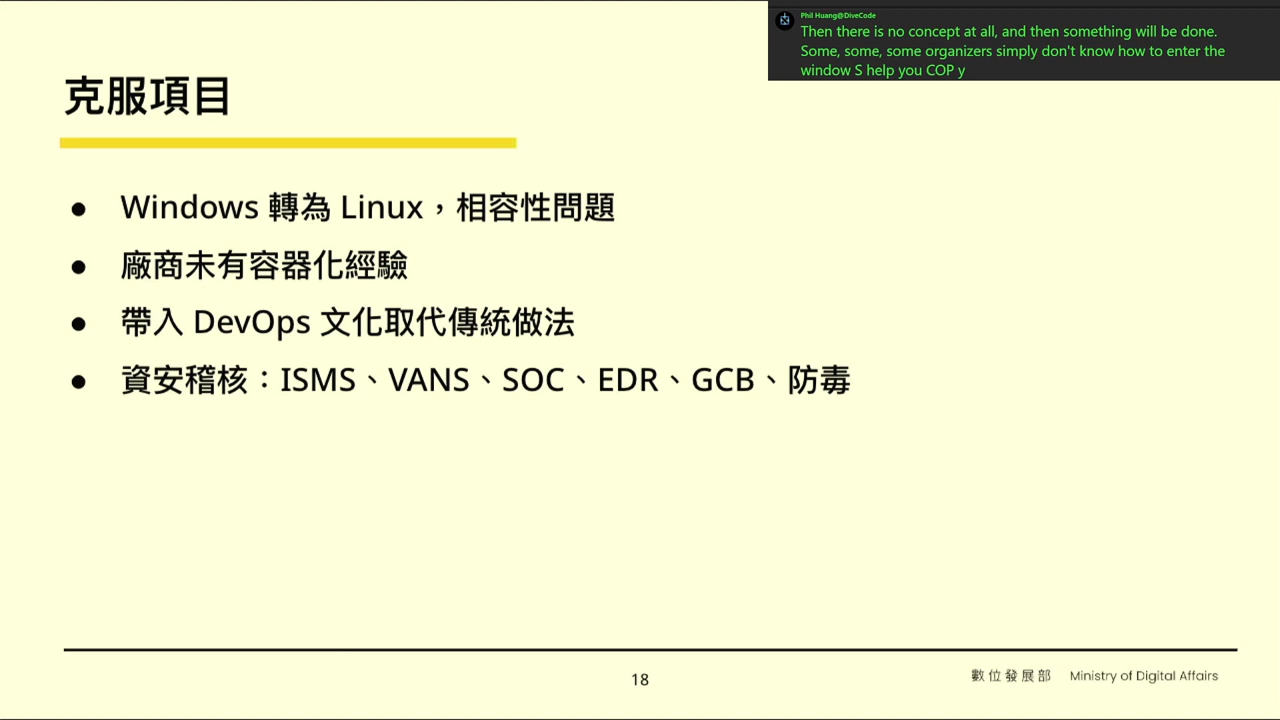 Phil Huang@DiveCode
Then there is no concept at all, and then something will be done.
Some, some, some organizers simply don't know how to enter the
window S help you COP y
克服項目
● Windows 轉為 Linux，相容性問題
● 廠商未有容器化經驗
● 帶入 DevOps 文化取代傳統做法
● 資安稽核：ISMS、VANS、SOC、EDR、GCB、防毒
18
數位發展部 Ministry of Digital Affairs